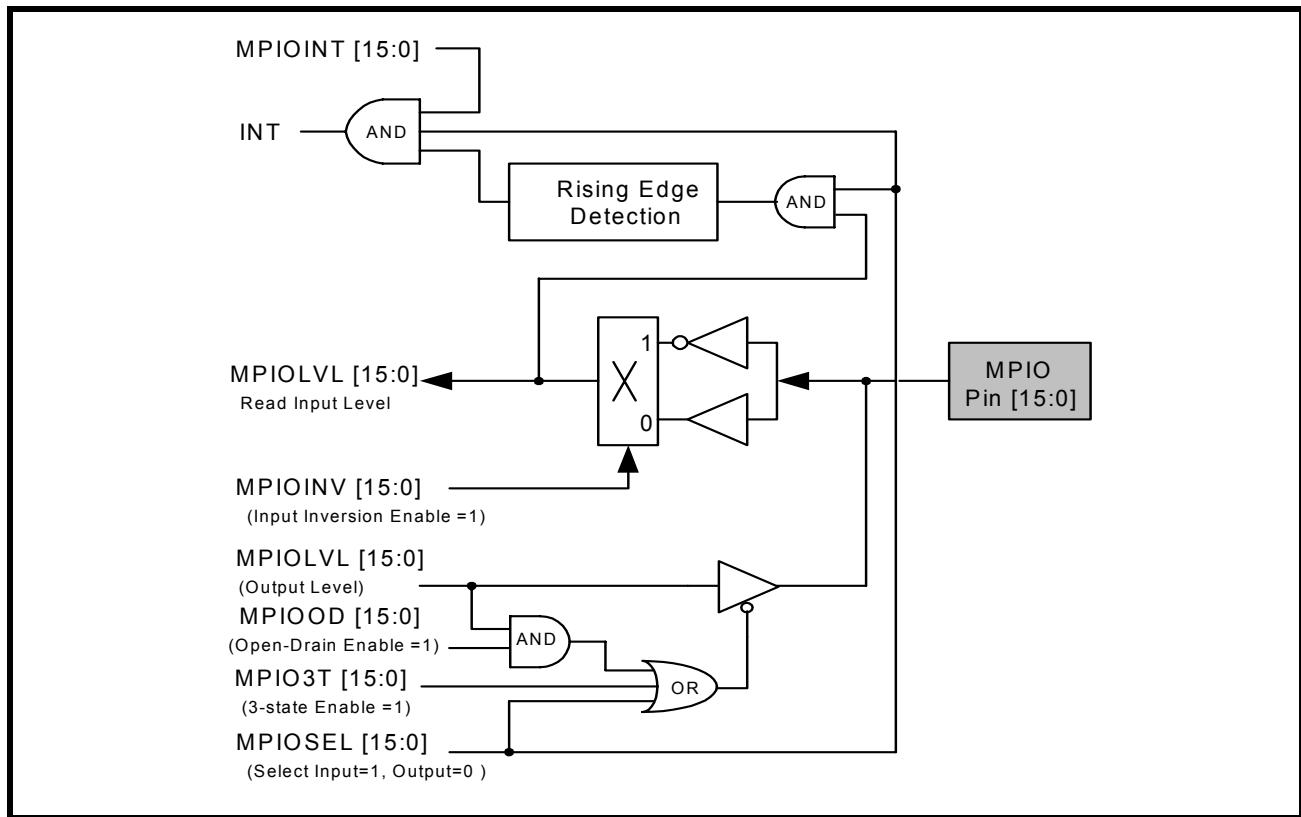 MPIOINT [15:0]
INT
AND
Rising Edge
Detection
AND
1
0
MPIOLVL [15:0]
Read Input Level
MPIO
Pin [15:0]
MPIOINV [15:0]
(Input Inversion Enable =1)
MPIOLVL [15:0]
(Output Level)
MPIOOD [15:0]
(Open-Drain Enable =1)
AND
MPIO3T [15:0]
(3-state Enable =1)
OR
MPIOSEL [15:0]
(Select Input=1, Output=0 )